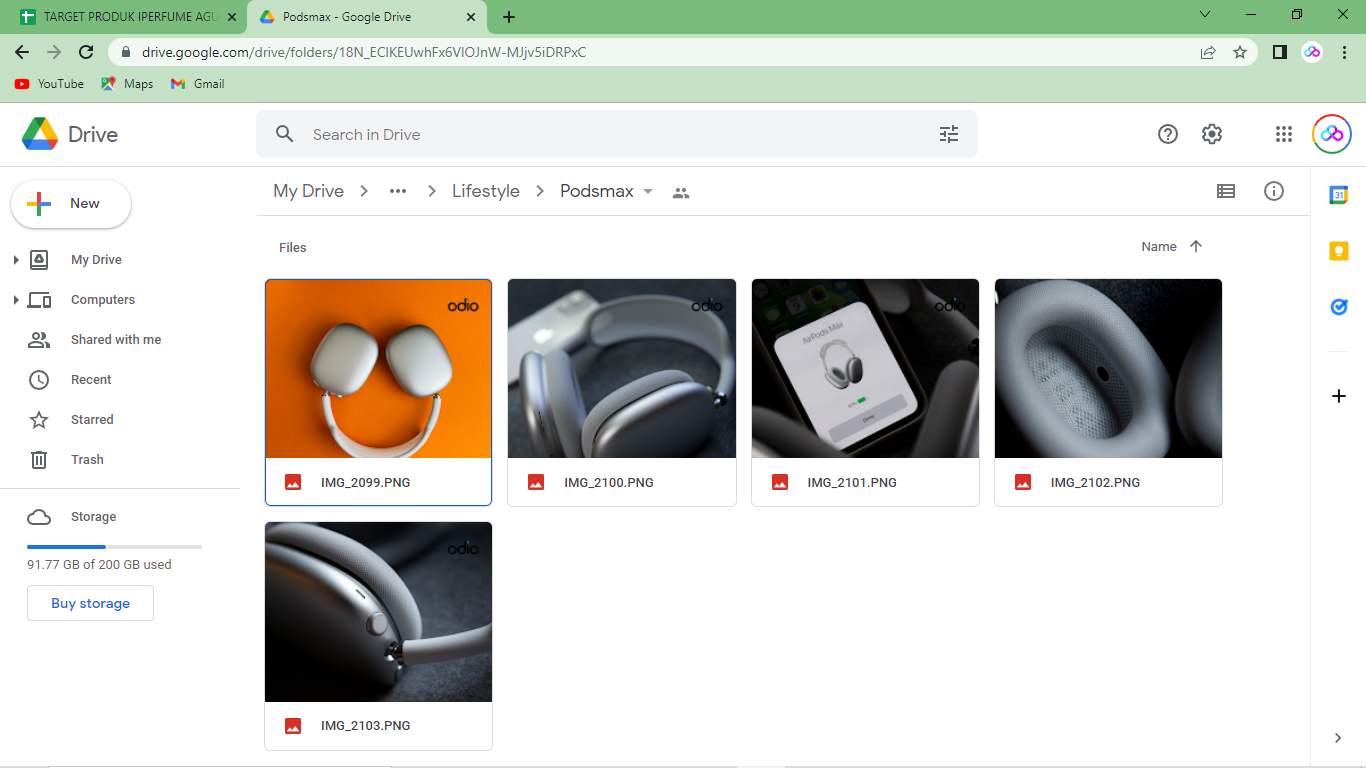 TARGET PRODUK IPERFUME AGU
Podsmax - Google Drive
drive.google.com/drive/folders/18N_EClKEUwhFx6VlOJnW-MJjv5iDRPxC
YouTube
Maps
Gmail
Drive
Search in Drive
New
My Drive
Computers
Shared with me
Recent
Starred
Trash
Storage
91.77 GB of 200 GB used
Buy storage
My Drive
Lifestyle
Podsmax
Files
Name
odio
odio
odio
AirPods Max
Done
IMG_2099.PNG
IMG_2100.PNG
IMG_2101.PNG
IMG_2102.PNG
odio
IMG_2103.PNG
31